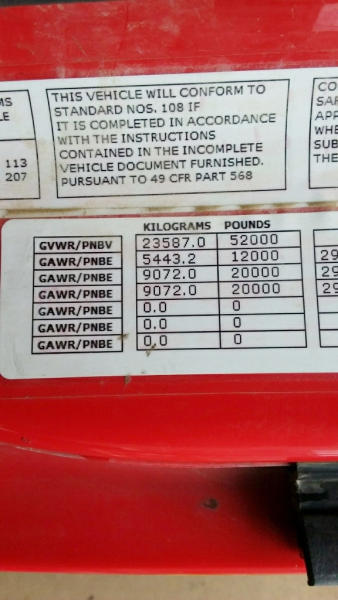 MS
LE
113
207
THIS VEHICLE WILL CONFORM TO
STANDARD NOS. 108 IF
IT IS COMPLETED IN ACCORDANCE
WITH THE INSTRUCTIONS
CONTAINED IN THE INCOMPLETE
VEHICLE DOCUMENT FURNISHED.
PURSUANT TO 49 CFR PART 568
CO
SAF
APP
WHE
SUB
THE
KILOGRAMS POUNDS
GVWR/PNBV 23587.0 52000
GAWR/PNBE 5443.2 12000 29
GAWR/PNBE 9072.0 20000 29
GAWR/PNBE 9072.0 20000 29
GAWR/PNBE 0.0 0
GAWR/PNBE 0.0 0
GAWR/PNBE 0.0 0